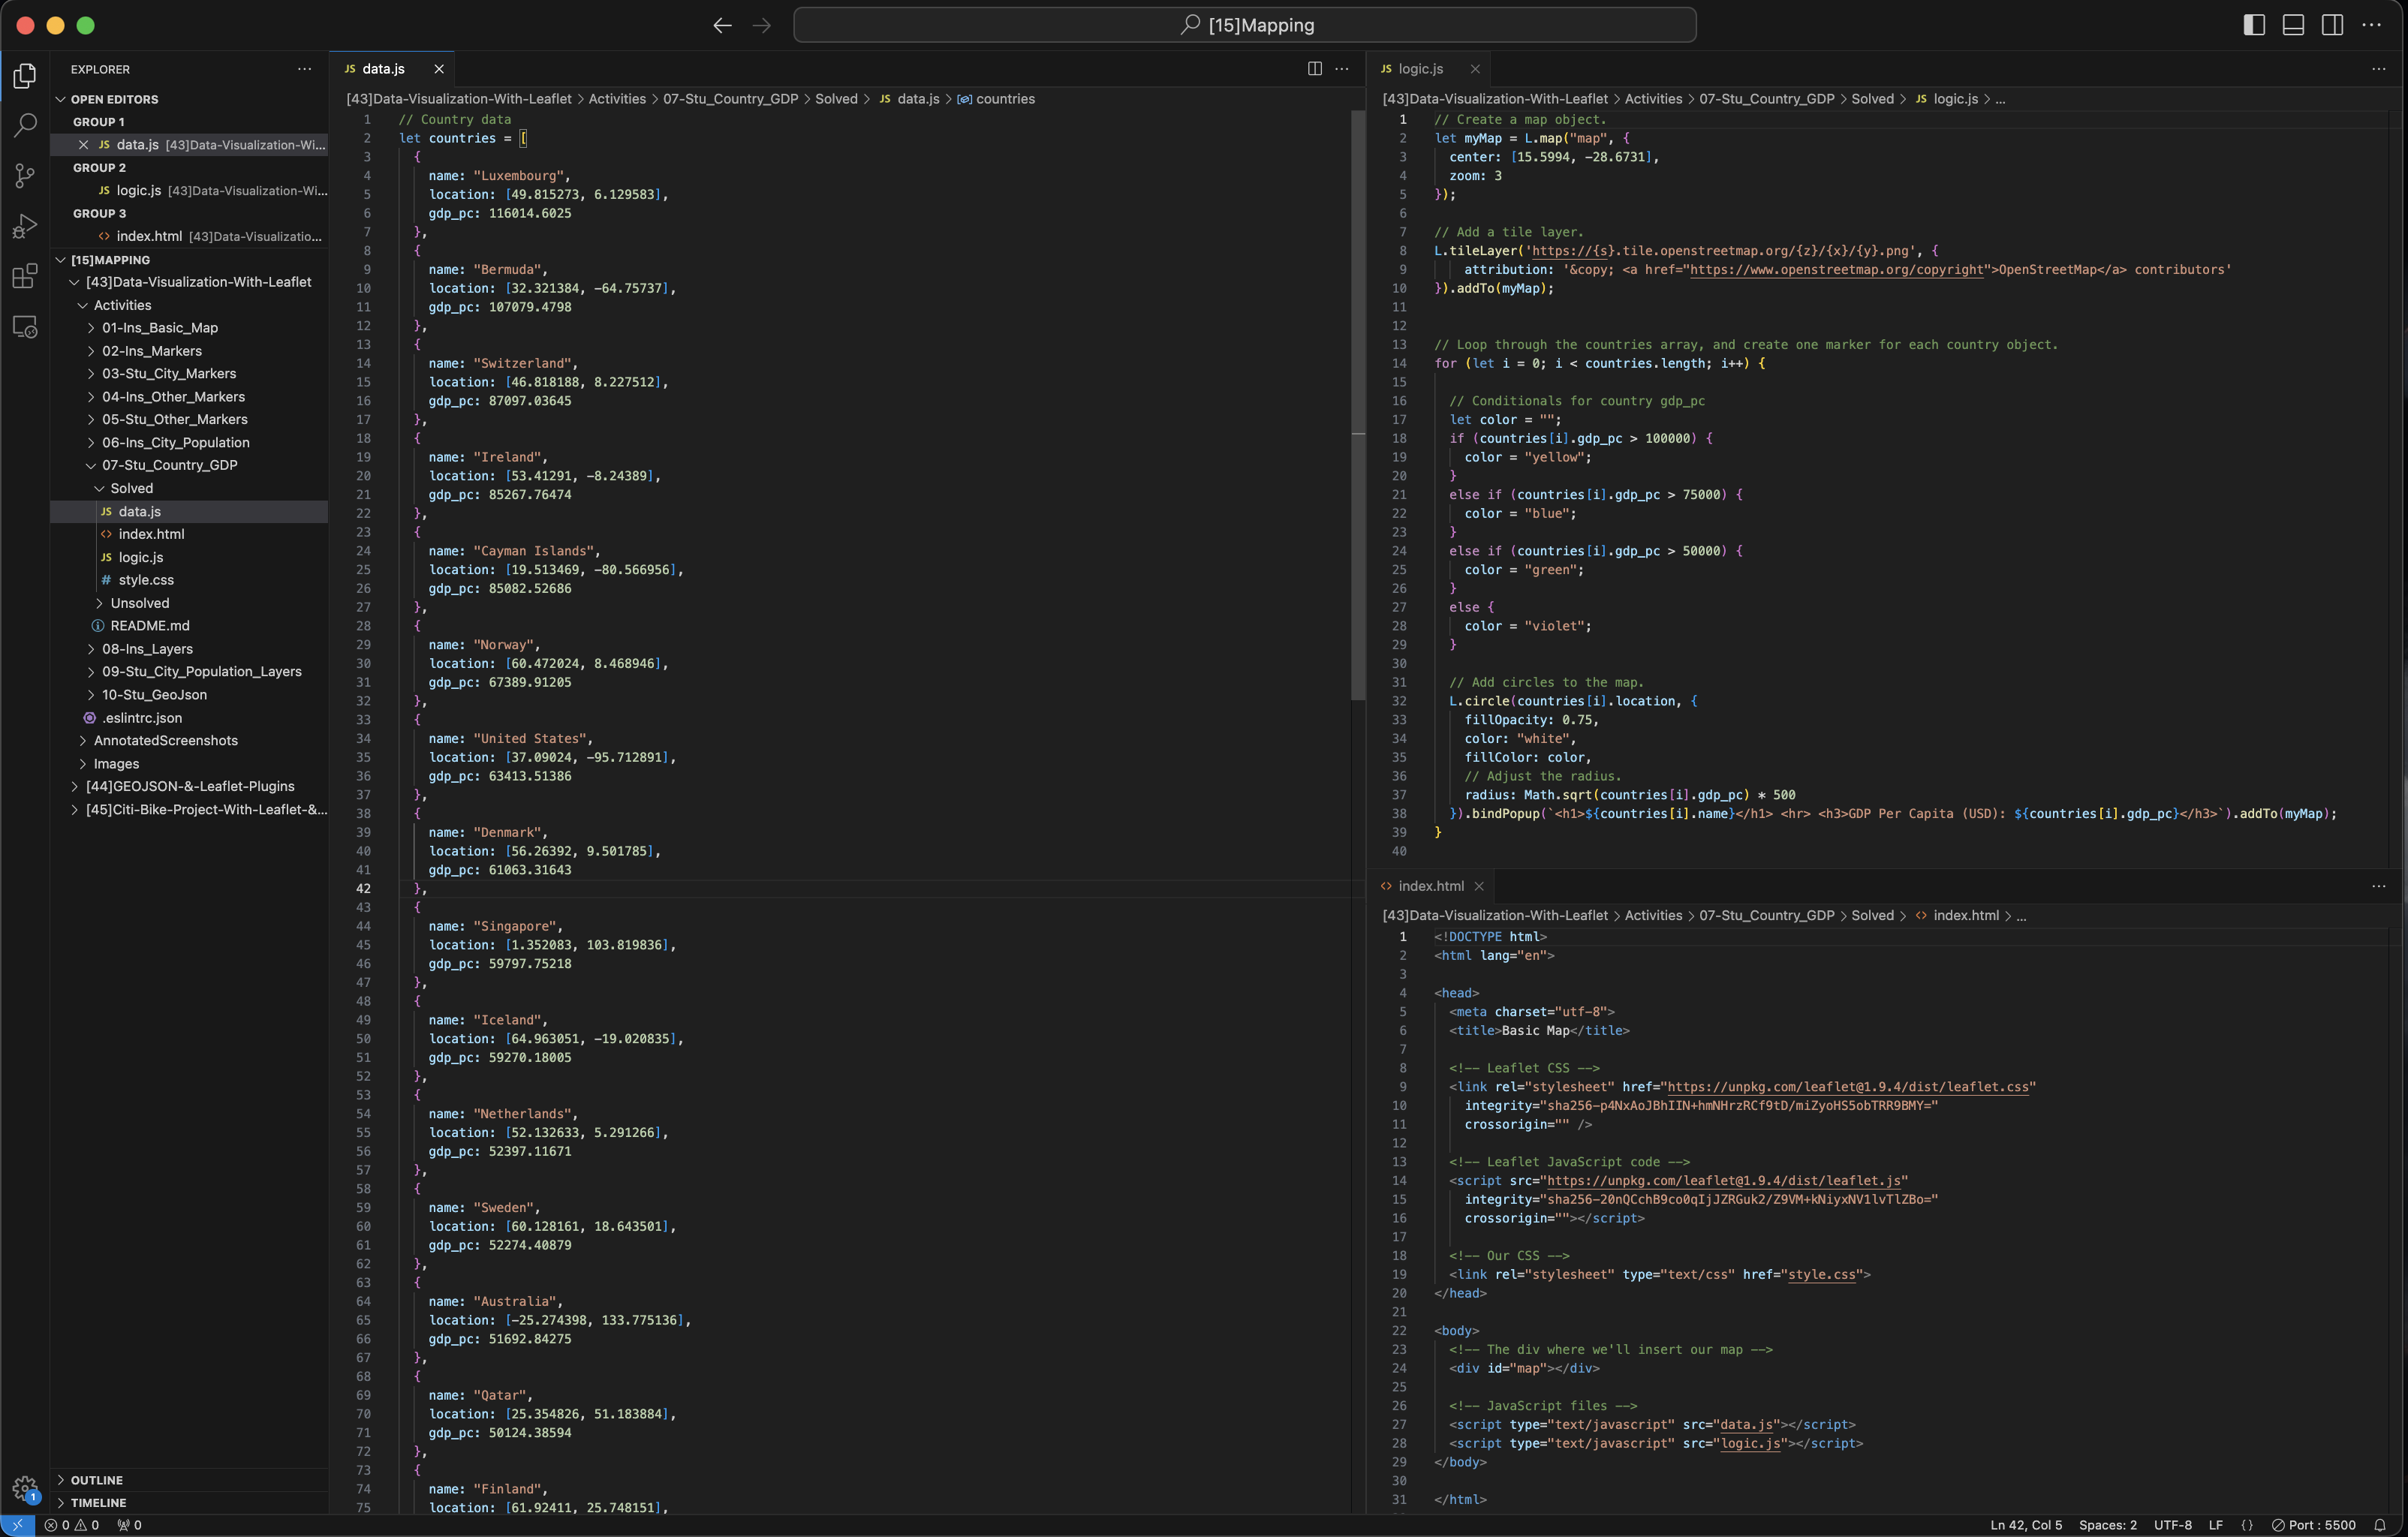 [15]Mapping
EXPLORER
OPEN EDITORS
GROUP 1
JS data.js [43]Data-Visualization-Wi...
GROUP 2
JS logic.js [43]Data-Visualization-Wi...
GROUP 3
<> index.html [43]Data-Visualizatio...
[15]MAPPING
[43]Data-Visualization-With-Leaflet
Activities
01-Ins_Basic_Map
02-Ins_Markers
03-Stu_City_Markers
04-Ins_Other_Markers
05-Stu_Other_Markers
06-Ins_City_Population
07-Stu_Country_GDP
Solved
JS data.js
<> index.html
JS logic.js
# style.css
Unsolved
README.md
08-Ins_Layers
09-Stu_City_Population_Layers
10-Stu_GeoJson
.eslintrc.json
AnnotatedScreenshots
Images
[44]GEOJSON-&-Leaflet-Plugins
[45]Citi-Bike-Project-With-Leaflet-&...
OUTLINE
TIMELINE
1
JS data.js
[43]Data-Visualization-With-Leaflet > Activities > 07-Stu_Country_GDP > Solved > JS data.js > countries
1 // Country data
2 let countries = [
3 {
4 name: "Luxembourg",
5 location: [49.815273, 6.129583],
6 gdp_pc: 116014.6025
7 },
8 {
9 name: "Bermuda",
10 location: [32.321384, -64.75737],
11 gdp_pc: 107079.4798
12 },
13 {
14 name: "Switzerland",
15 location: [46.818188, 8.227512],
16 gdp_pc: 87097.03645
17 },
18 {
19 name: "Ireland",
20 location: [53.41291, -8.24389],
21 gdp_pc: 85267.76474
22 },
23 {
24 name: "Cayman Islands",
25 location: [19.513469, -80.566956],
26 gdp_pc: 85082.52686
27 },
28 {
29 name: "Norway",
30 location: [60.472024, 8.468946],
31 gdp_pc: 67389.91205
32 },
33 {
34 name: "United States",
35 location: [37.09024, -95.712891],
36 gdp_pc: 63413.51386
37 },
38 {
39 name: "Denmark",
40 location: [56.26392, 9.501785],
41 gdp_pc: 61063.31643
42 },
43 {
44 name: "Singapore",
45 location: [1.352083, 103.819836],
46 gdp_pc: 59797.75218
47 },
48 {
49 name: "Iceland",
50 location: [64.963051, -19.020835],
51 gdp_pc: 59270.18005
52 },
53 {
54 name: "Netherlands",
55 location: [52.132633, 5.291266],
56 gdp_pc: 52397.11671
57 },
58 {
59 name: "Sweden",
60 location: [60.128161, 18.643501],
61 gdp_pc: 52274.40879
62 },
63 {
64 name: "Australia",
65 location: [-25.274398, 133.775136],
66 gdp_pc: 51692.84275
67 },
68 {
69 name: "Qatar",
70 location: [25.354826, 51.183884],
71 gdp_pc: 50124.38594
72 },
73 {
74 name: "Finland",
75 location: [61.92411, 25.748151],
JS logic.js
[43]Data-Visualization-With-Leaflet > Activities > 07-Stu_Country_GDP > Solved > JS logic.js > ...
1 // Create a map object.
2 let myMap = L.map("map", {
3 center: [15.5994, -28.6731],
4 zoom: 3
5 });
6
7 // Add a tile layer.
8 L.tileLayer('https://{s}.tile.openstreetmap.org/{z}/{x}/{y}.png', {
9 attribution: '&copy; <a href="https://www.openstreetmap.org/copyright">OpenStreetMap</a> contributors'
10 }).addTo(myMap);
11
12
13 // Loop through the countries array, and create one marker for each country object.
14 for (let i = 0; i < countries.length; i++) {
15
16 // Conditionals for country gdp_pc
17 let color = "";
18 if (countries[i].gdp_pc > 100000) {
19 color = "yellow";
20 }
21 else if (countries[i].gdp_pc > 75000) {
22 color = "blue";
23 }
24 else if (countries[i].gdp_pc > 50000) {
25 color = "green";
26 }
27 else {
28 color = "violet";
29 }
30
31 // Add circles to the map.
32 L.circle(countries[i].location, {
33 fillOpacity: 0.75,
34 color: "white",
35 fillColor: color,
36 // Adjust the radius.
37 radius: Math.sqrt(countries[i].gdp_pc) * 500
38 }).bindPopup(`<h1>${countries[i].name}</h1> <hr> <h3>GDP Per Capita (USD): ${countries[i].gdp_pc}</h3>`).addTo(myMap);
39 }
40
<> index.html
[43]Data-Visualization-With-Leaflet > Activities > 07-Stu_Country_GDP > Solved > <> index.html > ...
1 <!DOCTYPE html>
2 <html lang="en">
3
4 <head>
5 <meta charset="utf-8">
6 <title>Basic Map</title>
7
8 <!-- Leaflet CSS -->
9 <link rel="stylesheet" href="https://unpkg.com/leaflet@1.9.4/dist/leaflet.css"
10 integrity="sha256-p4NxAoJBhIIN+hmNHrzRCf9tD/miZyoHS5obTRR9BMY="
11 crossorigin="" />
12
13 <!-- Leaflet JavaScript code -->
14 <script src="https://unpkg.com/leaflet@1.9.4/dist/leaflet.js"
15 integrity="sha256-20nQCchB9co0qIjJZRGuk2/Z9VM+kNiyxNV1lvTlZBo="
16 crossorigin=""></script>
17
18 <!-- Our CSS -->
19 <link rel="stylesheet" type="text/css" href="style.css">
20 </head>
21
22 <body>
23 <!-- The div where we'll insert our map -->
24 <div id="map"></div>
25
26 <!-- JavaScript files -->
27 <script type="text/javascript" src="data.js"></script>
28 <script type="text/javascript" src="logic.js"></script>
29 </body>
30
31 </html>
0 0 0
Ln 42, Col 5 Spaces: 2 UTF-8 LF {} Port : 5500